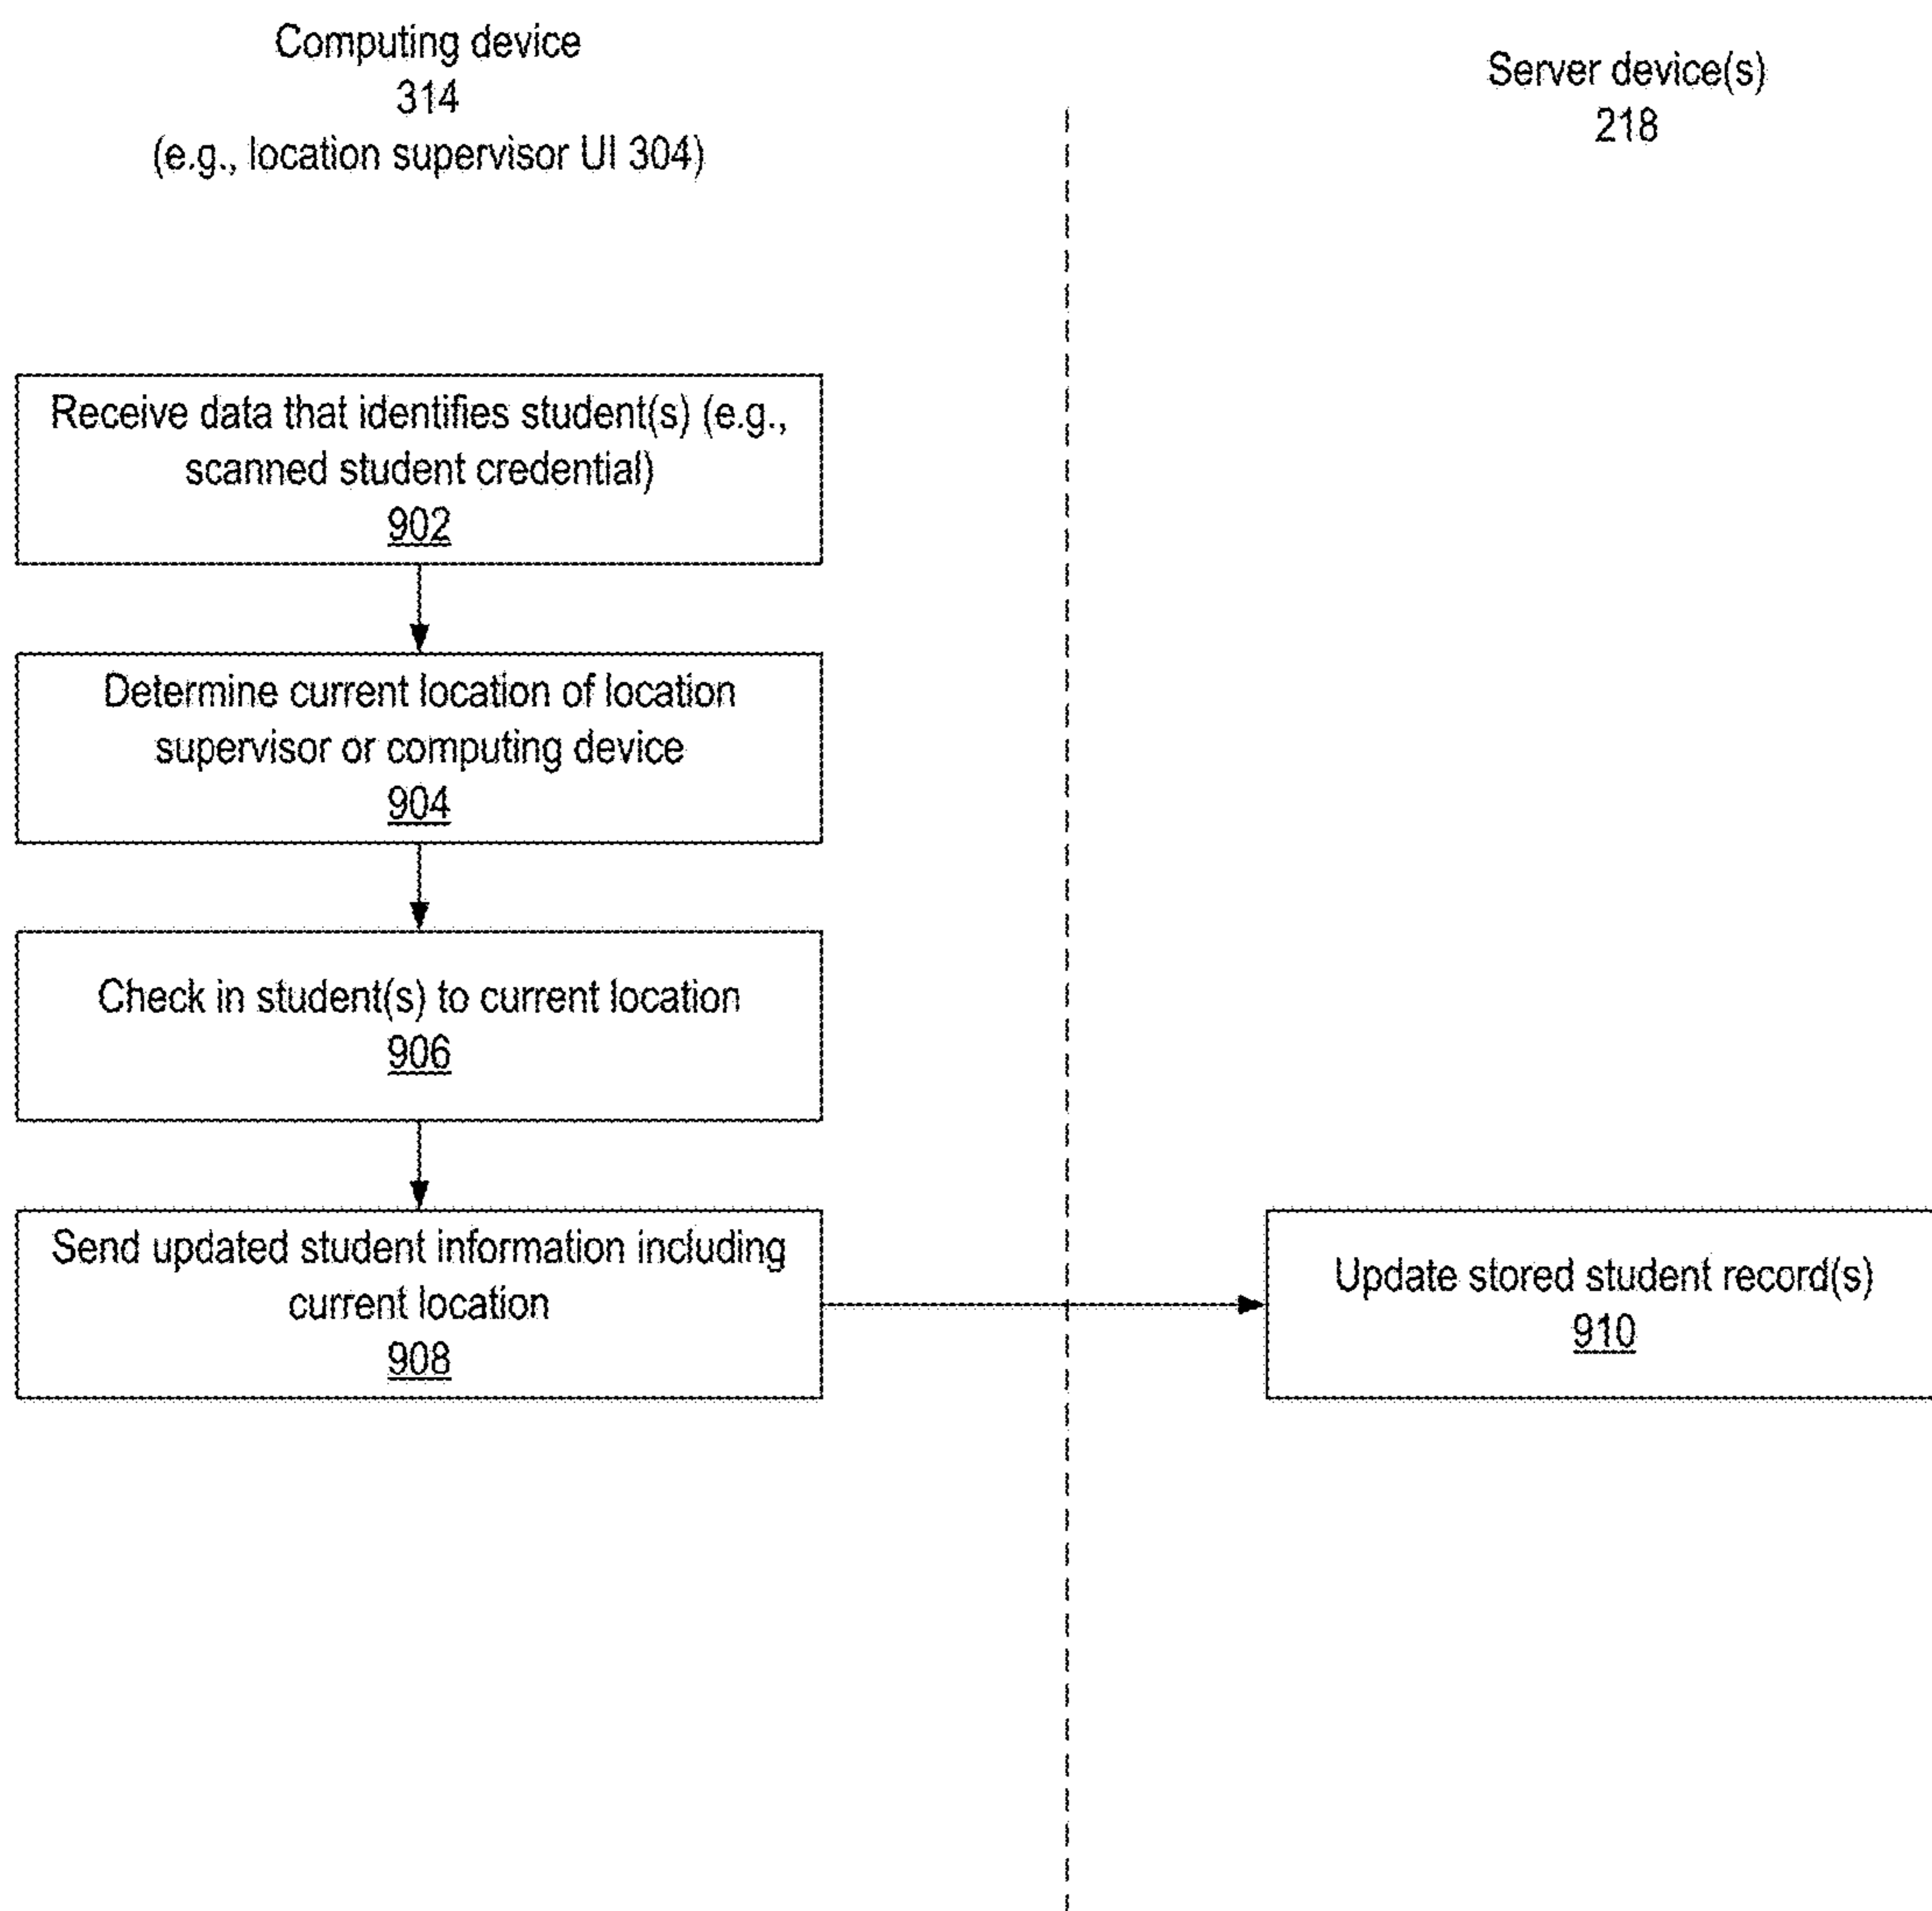 Computing device
314
(e.g., location supervisor UI 304)
Server device(s)
218
Receive data that identifies student(s) (e.g.,
scanned student credential)
902
Determine current location of location
supervisor or computing device
904
Check in student(s) to current location
906
Send updated student information including
current location
908
Update stored student record(s)
910